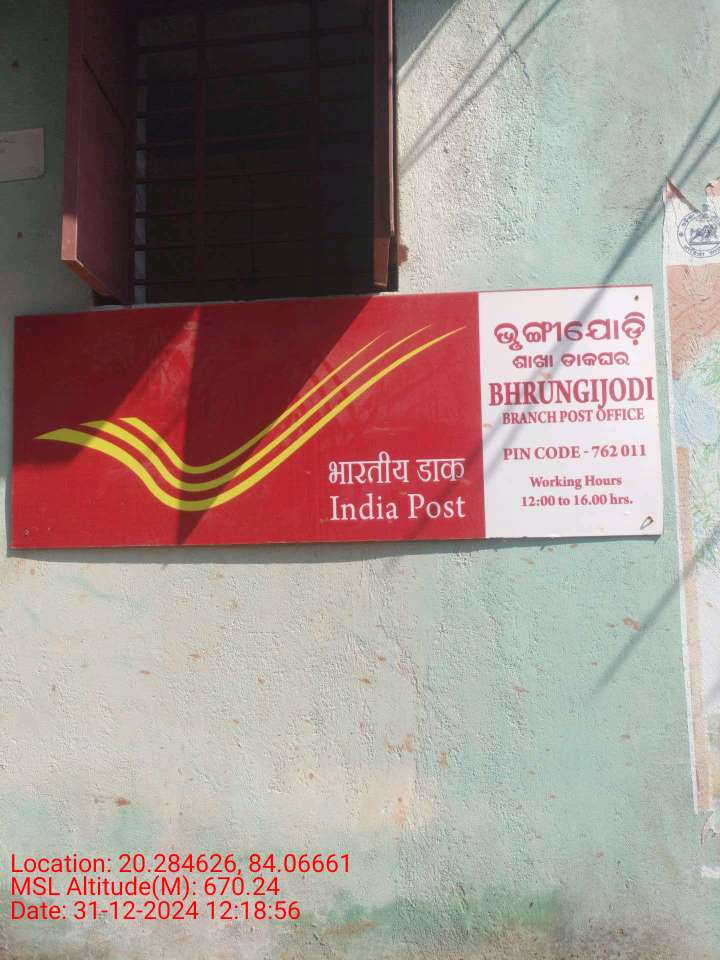 ଭୃଙ୍ଗୀଯୋଡ଼ି
ଶାଖା ଡାକଘର
BHRUNGIJODI
BRANCH POST OFFICE
PIN CODE - 762 011
Working Hours
12:00 to 16.00 hrs.
भारतीय डाक
India Post
Location: 20.284626, 84.06661
MSL Altitude(M): 670.24
Date: 31-12-2024 12:18:56